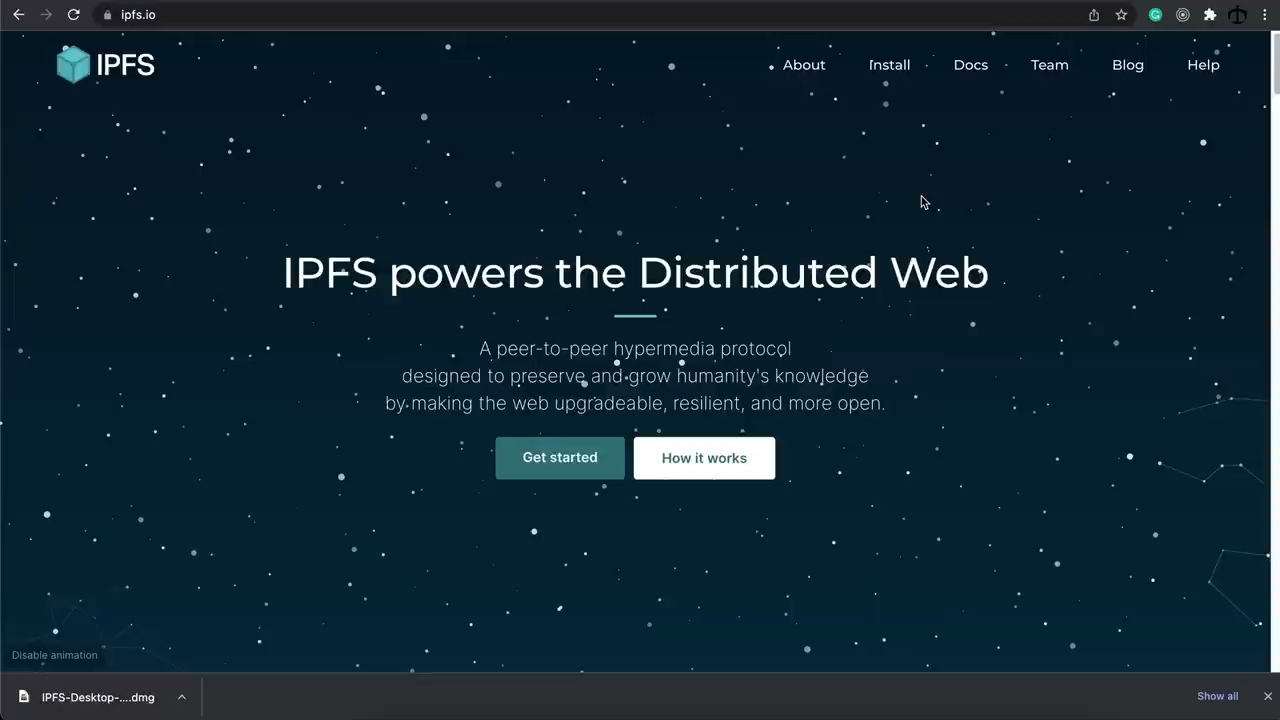 ipfs.io
IPFS
About
Install
Docs
Team
Blog
Help
IPFS powers the Distributed Web
A peer-to-peer hypermedia protocol
designed to preserve and grow humanity's knowledge
by making the web upgradeable, resilient, and more open.
Get started
How it works
Disable animation
IPFS-Desktop-....dmg
Show all